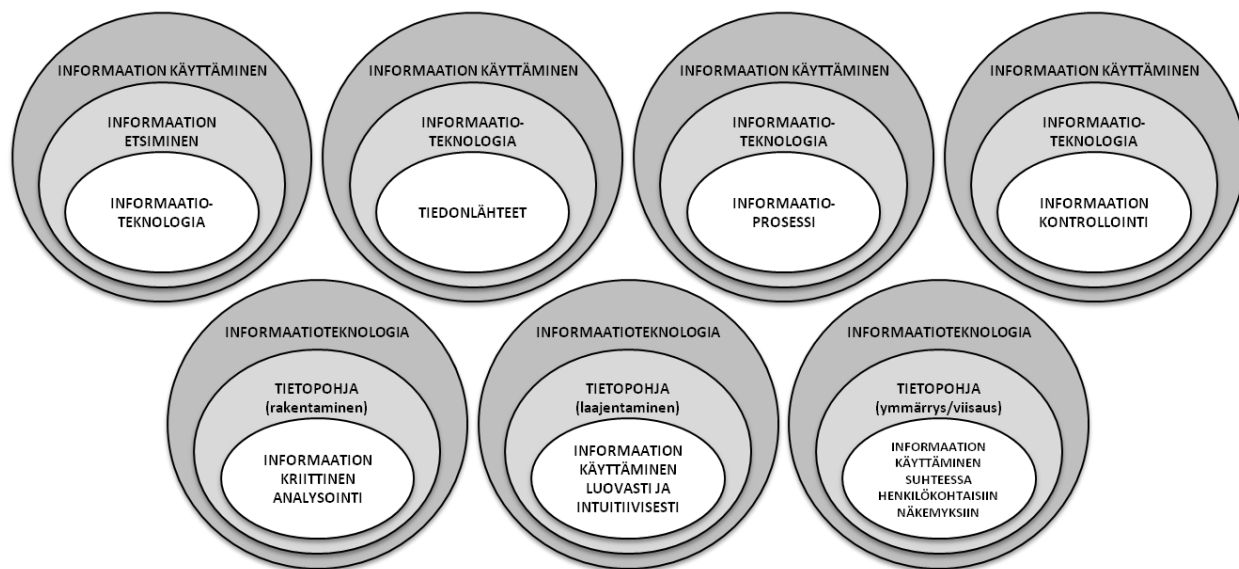 INFORMAATION KÄYTTÄMINEN
INFORMAATION
ETSIMINEN
INFORMAATIO-
TEKNOLOGIA
INFORMAATION KÄYTTÄMINEN
INFORMAATIO-
TEKNOLOGIA
TIEDONLÄHTEET
INFORMAATION KÄYTTÄMINEN
INFORMAATIO-
TEKNOLOGIA
INFORMAATIO-
PROSESSI
INFORMAATION KÄYTTÄMINEN
INFORMAATIO-
TEKNOLOGIA
INFORMAATION
KONTROLLOINTI
INFORMAATIOTEKNOLOGIA
TIETOPOHJA
(rakentaminen)
INFORMAATION
KRIITTINEN
ANALYSOINTI
INFORMAATIOTEKNOLOGIA
TIETOPOHJA
(laajentaminen)
INFORMAATION
KÄYTTÄMINEN
LUOVASTI JA
INTUITIIVISESTI
INFORMAATIOTEKNOLOGIA
TIETOPOHJA
(ymmärrys/viisaus)
INFORMAATION
KÄYTTÄMINEN
SUHTEESSA
HENKILÖKOHTAISIIN
NÄKEMYKSIIN